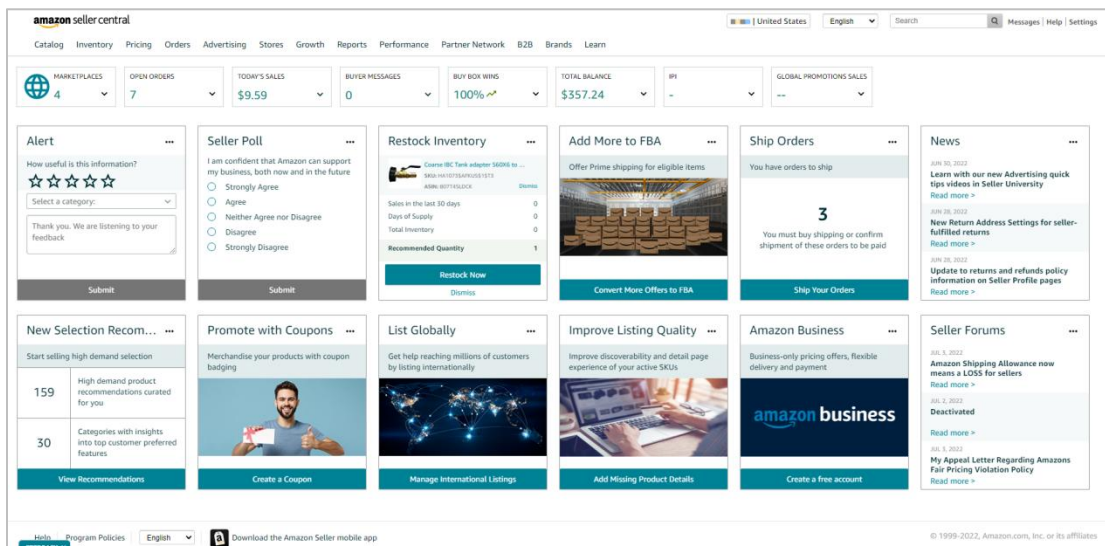 amazon seller central
United States
English
Search
Messages | Help | Settings
Catalog Inventory Pricing Orders Advertising Stores Growth Reports Performance Partner Network B2B Brands Learn
MARKETPLACES
4
OPEN ORDERS
7
TODAY'S SALES
$9.59
BUYER MESSAGES
0
BUY BOX WINS
100%
TOTAL BALANCE
$357.24
IPI
-
GLOBAL PROMOTIONS SALES
--
Alert
How useful is this information?
Select a category:
Thank you. We are listening to your
feedback
Submit
Seller Poll
I am confident that Amazon can support
my business, both now and in the future
Strongly Agree
Agree
Neither Agree nor Disagree
Disagree
Strongly Disagree
Submit
Restock Inventory
Coarse IBC Tank adapter S60X6 to ...
Dismiss
Sales in the last 30 days 0
Days of Supply 0
Total Inventory 0
Recommended Quantity 1
Restock Now
Dismiss
Add More to FBA
Offer Prime shipping for eligible items
Convert More Offers to FBA
Ship Orders
You have orders to ship
3
You must buy shipping or confirm
shipment of these orders to be paid
Ship Your Orders
News
JUN 30, 2022
Learn with our new Advertising quick
tips videos in Seller University
Read more >
JUN 28, 2022
New Return Address Settings for seller-
fulfilled returns
Read more >
JUN 28, 2022
Update to returns and refunds policy
information on Seller Profile pages
Read more >
New Selection Recom...
Start selling high demand selection
159
High demand product
recommendations curated
for you
30
Categories with insights
into top customer preferred
features
View Recommendations
Promote with Coupons
Merchandise your products with coupon
badging
Create a Coupon
List Globally
Get help reaching millions of customers
by listing internationally
Manage International Listings
Improve Listing Quality
Improve discoverability and detail page
experience of your active SKUs
Add Missing Product Details
Amazon Business
Business-only pricing offers, flexible
delivery and payment
amazon business
Create a free account
Seller Forums
JUL 5, 2022
Amazon Shipping Allowance now
means a LOSS for sellers
Read more >
JUL 2, 2022
Deactivated
Read more >
My Appeal Letter Regarding Amazons
Fair Pricing Violation Policy
Read more >
Help Program Policies English Download the Amazon Seller mobile app
© 1999-2022, Amazon.com, Inc. or its affiliates